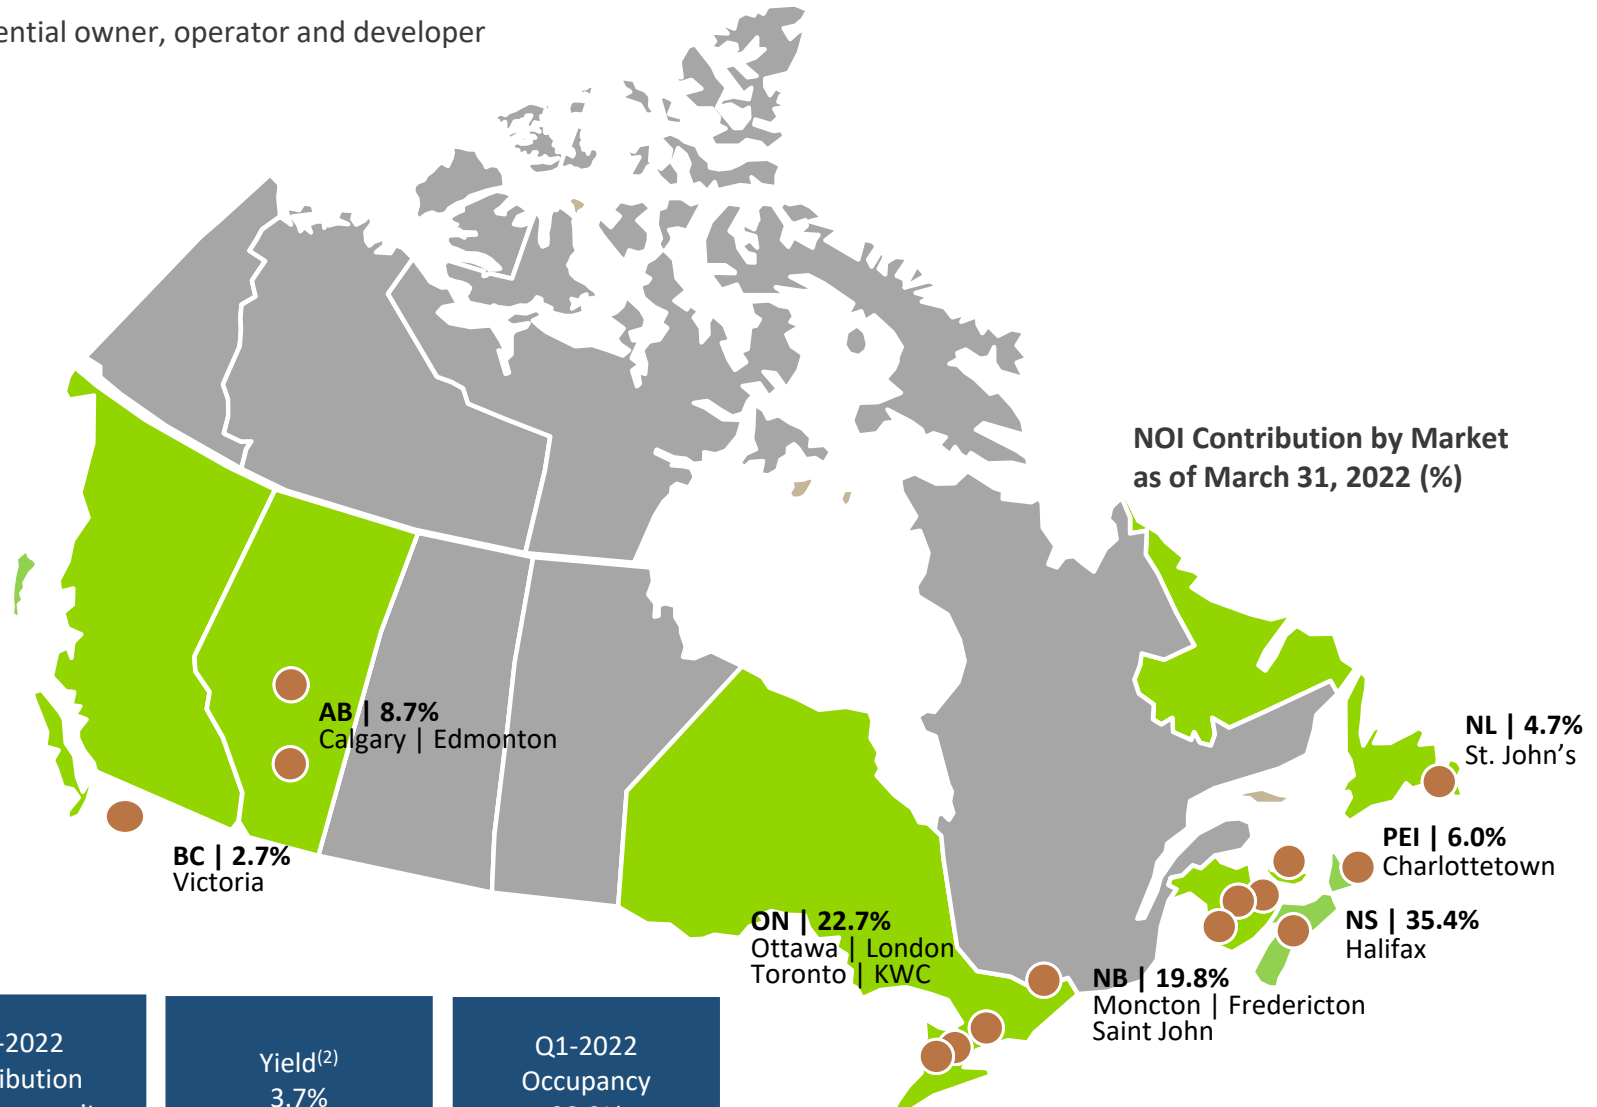 ential owner, operator and developer
NOI Contribution by Market
as of March 31, 2022 (%)
AB | 8.7%
Calgary | Edmonton
NL | 4.7%
St. John's
BC | 2.7%
Victoria
PEI | 6.0%
Charlottetown
ON | 22.7%
Ottawa | London
Toronto | KWC
NS | 35.4%
Halifax
NB | 19.8%
Moncton | Fredericton
Saint John
-2022
ibution
Yield(2)
3.7%
Q1-2022
Occupancy